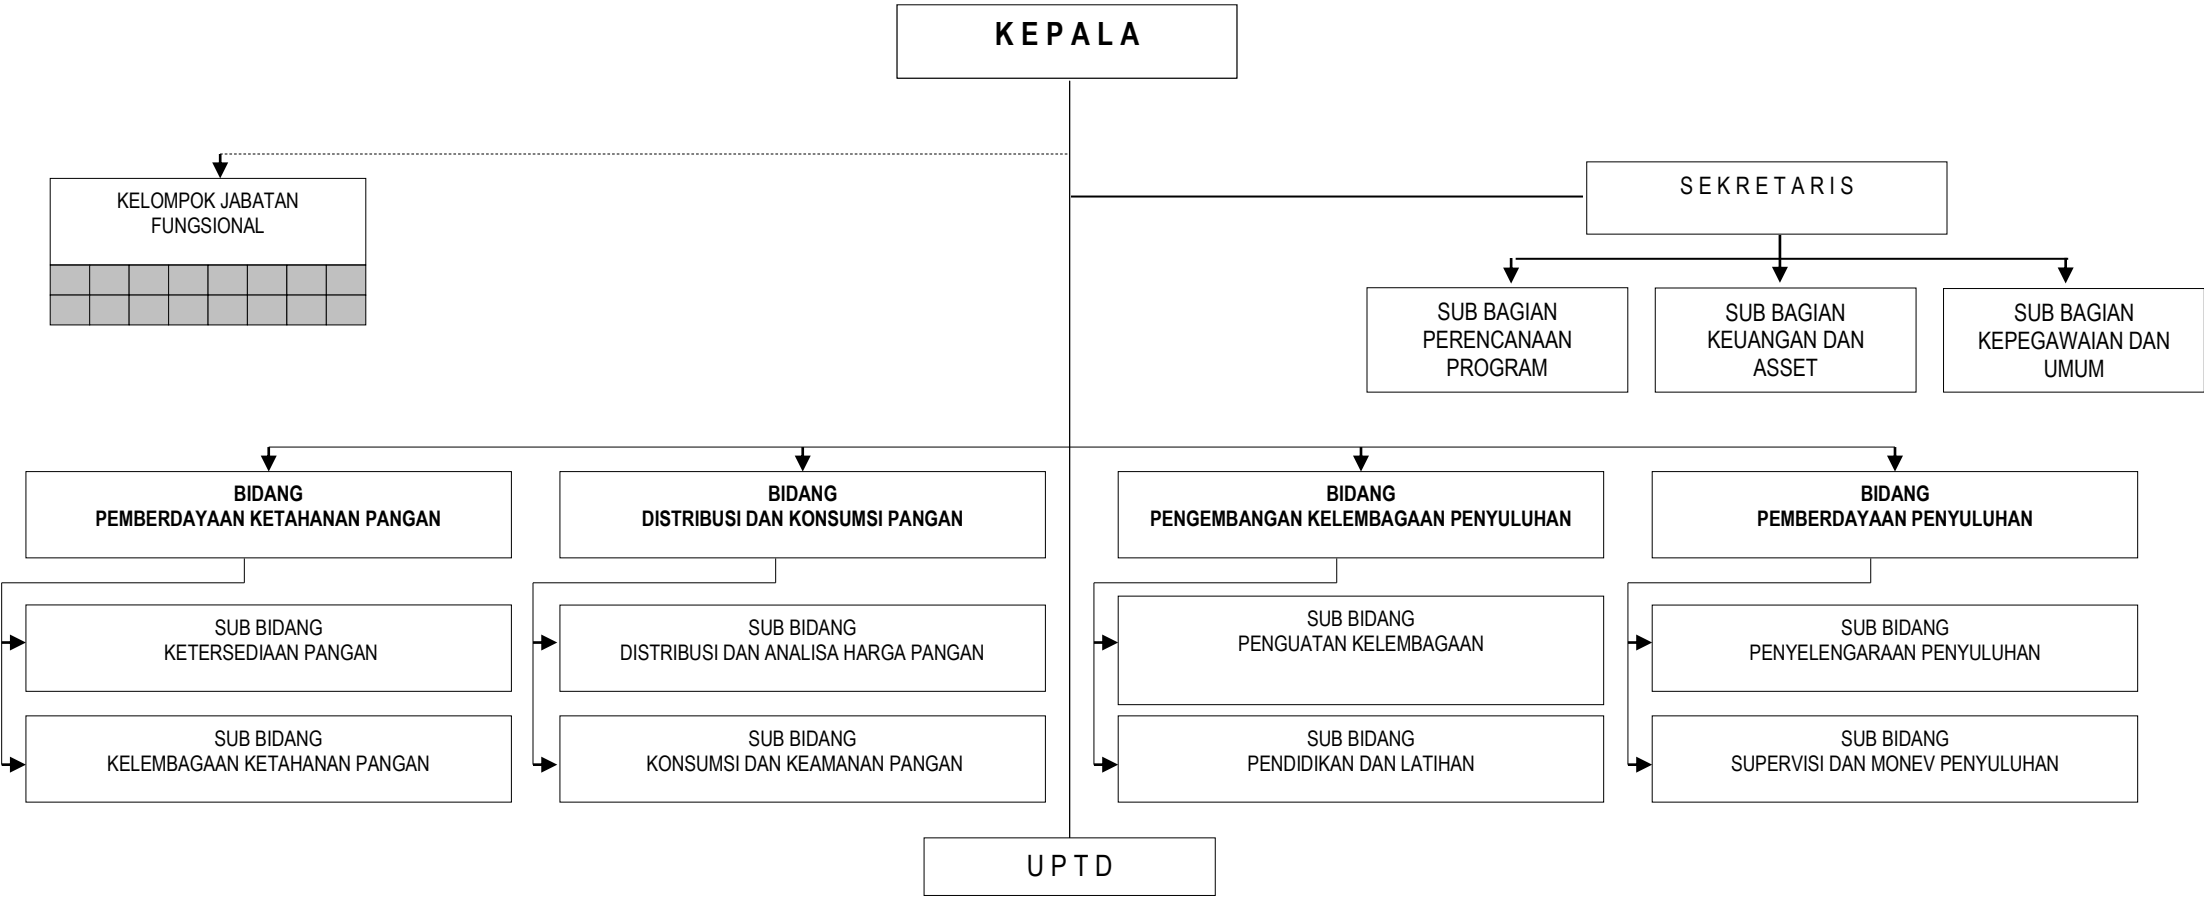 K E P A L A
KELOMPOK JABATAN
FUNGSIONAL
S E K R E T A R I S
SUB BAGIAN
PERENCANAAN
PROGRAM
SUB BAGIAN
KEUANGAN DAN
ASSET
SUB BAGIAN
KEPEGAWAIAN DAN
UMUM
BIDANG
PEMBERDAYAAN KETAHANAN PANGAN
BIDANG
DISTRIBUSI DAN KONSUMSI PANGAN
BIDANG
PENGEMBANGAN KELEMBAGAAN PENYULUHAN
BIDANG
PEMBERDAYAAN PENYULUHAN
SUB BIDANG
KETERSEDIAAN PANGAN
SUB BIDANG
DISTRIBUSI DAN ANALISA HARGA PANGAN
SUB BIDANG
PENGUATAN KELEMBAGAAN
SUB BIDANG
PENYELENGARAAN PENYULUHAN
SUB BIDANG
KELEMBAGAAN KETAHANAN PANGAN
SUB BIDANG
KONSUMSI DAN KEAMANAN PANGAN
SUB BIDANG
PENDIDIKAN DAN LATIHAN
SUB BIDANG
SUPERVISI DAN MONEV PENYULUHAN
U P T D